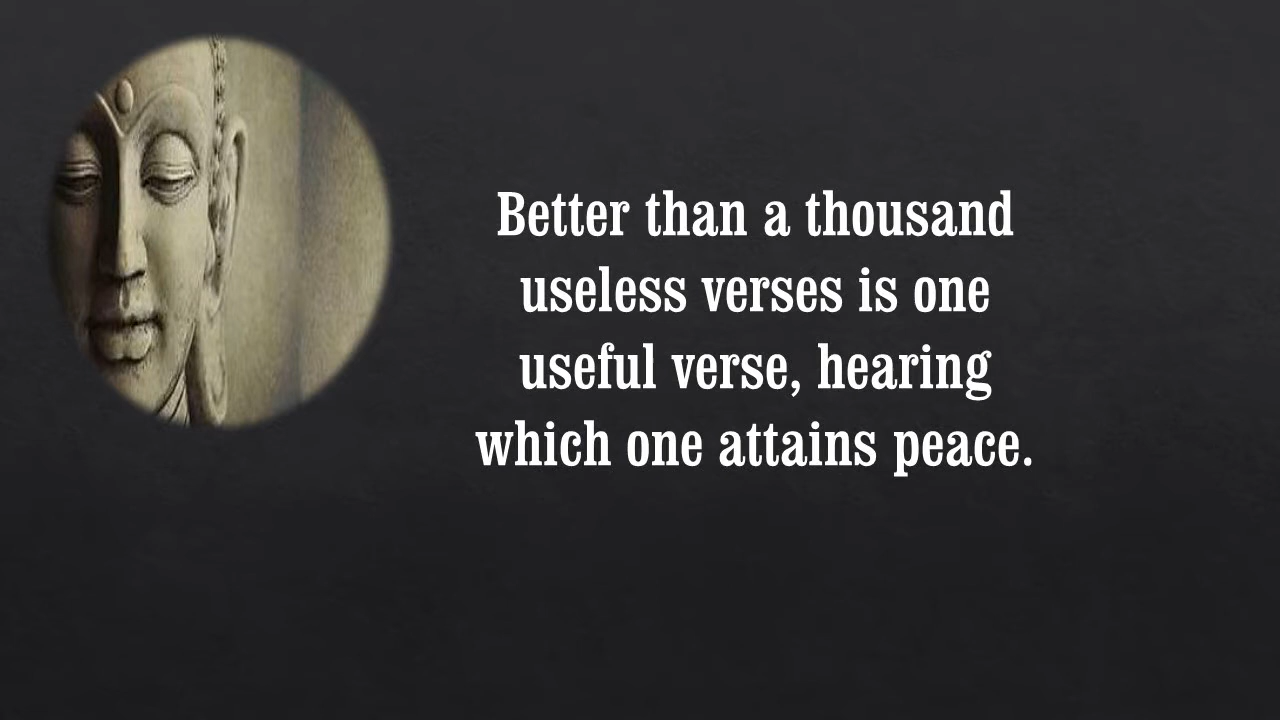 Better than a thousand
useless verses is one
useful verse, hearing
which one attains peace.